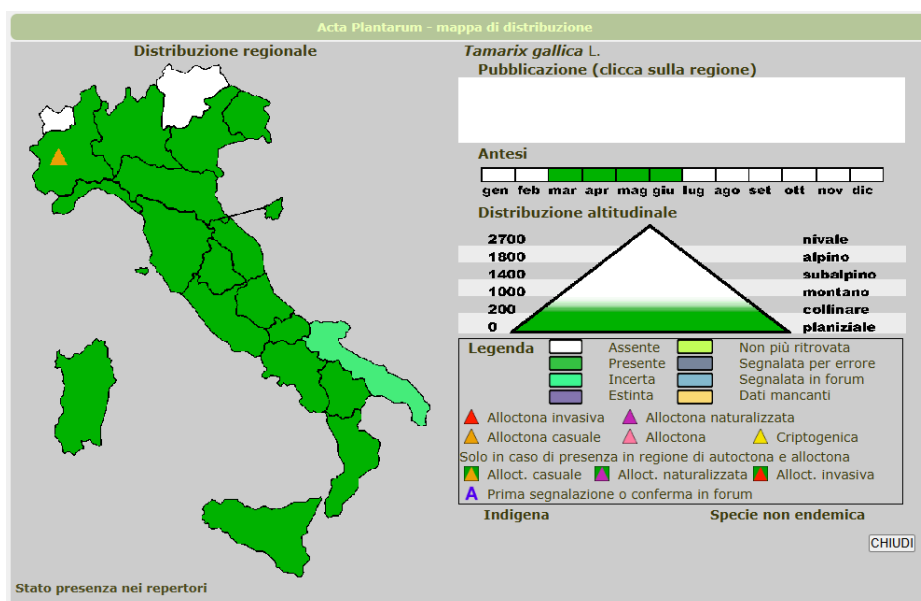 Acta Plantarum - mappa di distribuzione
Distribuzione regionale
Tamarix gallica L.
Pubblicazione (clicca sulla regione)
Antesi
gen feb mar apr mag giu lug ago set ott nov dic
Distribuzione altitudinale
2700 nivale
1800 alpino
1400 subalpino
1000 montano
200 collinare
0 planiziale
Legenda Assente Non più ritrovata
Presente Segnalata per errore
Incerta Segnalata in forum
Estinta Dati mancanti
Alloctona invasiva Alloctona naturalizzata
Alloctona casuale Alloctona Criptogenica
Solo in caso di presenza in regione di autoctona e alloctona
Alloct. casuale Alloct. naturalizzata Alloct. invasiva
A Prima segnalazione o conferma in forum
Indigena Specie non endemica
CHIUDI
Stato presenza nei repertori